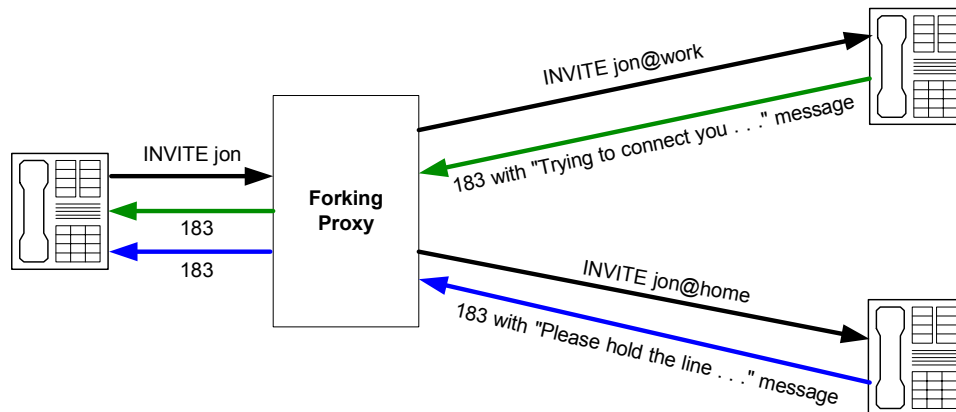 INVITE jon@work
183 with "Trying to connect you . . ." message
INVITE jon
Forking
Proxy
183
183
INVITE jon@home
183 with "Please hold the line . . ." message